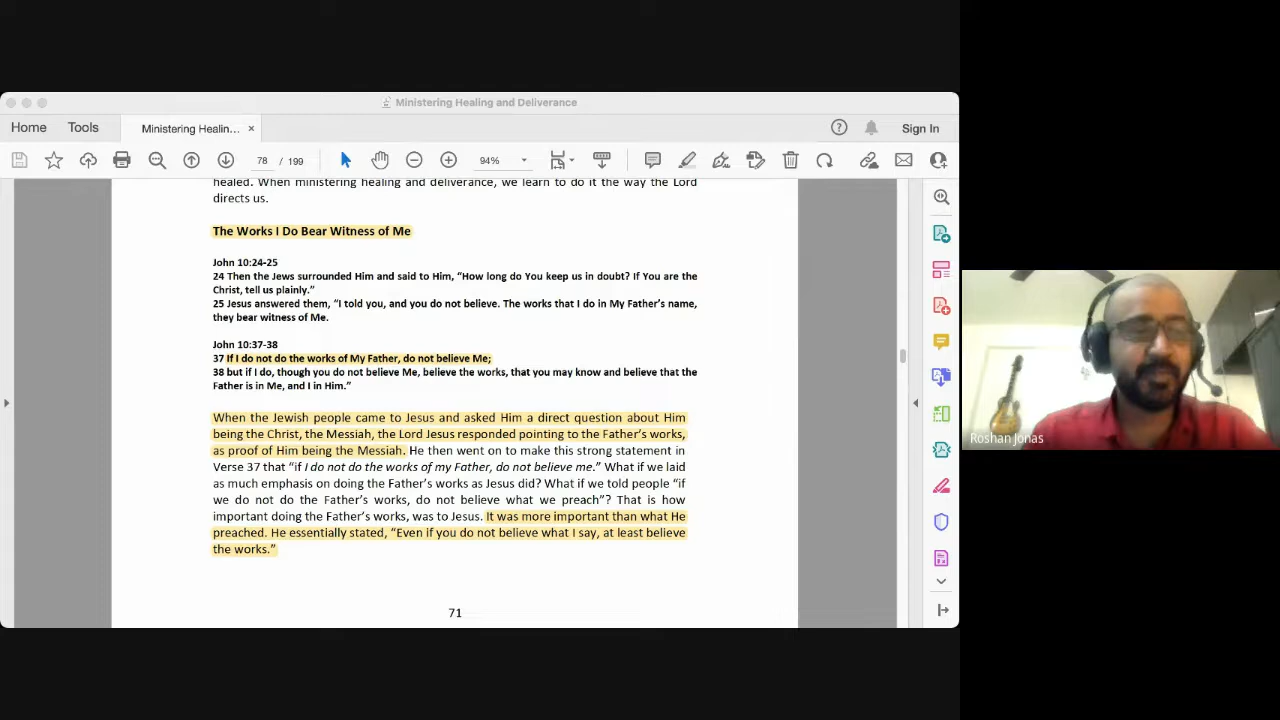 Ministering Healing and Deliverance
Home Tools Ministering Healin... × Sign In
78 / 199 94%
healed. When ministering healing and deliverance, we learn to do it the way the Lord
directs us.
The Works I Do Bear Witness of Me
John 10:24-25
24 Then the Jews surrounded Him and said to Him, “How long do You keep us in doubt? If You are the
Christ, tell us plainly.”
25 Jesus answered them, “I told you, and you do not believe. The works that I do in My Father’s name,
they bear witness of Me.
John 10:37-38
37 If I do not do the works of My Father, do not believe Me;
38 but if I do, though you do not believe Me, believe the works, that you may know and believe that the
Father is in Me, and I in Him.”
When the Jewish people came to Jesus and asked Him a direct question about Him
being the Christ, the Messiah, the Lord Jesus responded pointing to the Father’s works,
as proof of Him being the Messiah. He then went on to make this strong statement in
Verse 37 that “if I do not do the works of my Father, do not believe me.” What if we laid
as much emphasis on doing the Father’s works as Jesus did? What if we told people “if
we do not do the Father’s works, do not believe what we preach”? That is how
important doing the Father’s works, was to Jesus. It was more important than what He
preached. He essentially stated, “Even if you do not believe what I say, at least believe
the works.”
71
Roshan Jonas